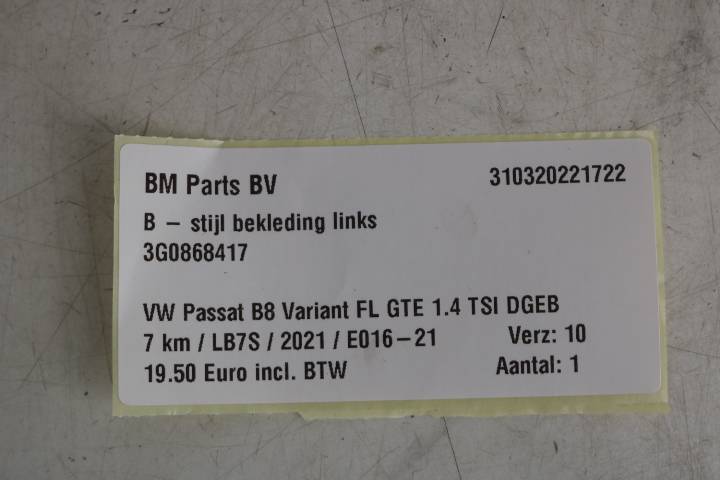 BM Parts BV 310320221722
B – stijl bekleding links
3G0868417
VW Passat B8 Variant FL GTE 1.4 TSI DGEB
7 km / LB7S / 2021 / E016–21 Verz: 10
19.50 Euro incl. BTW Aantal: 1